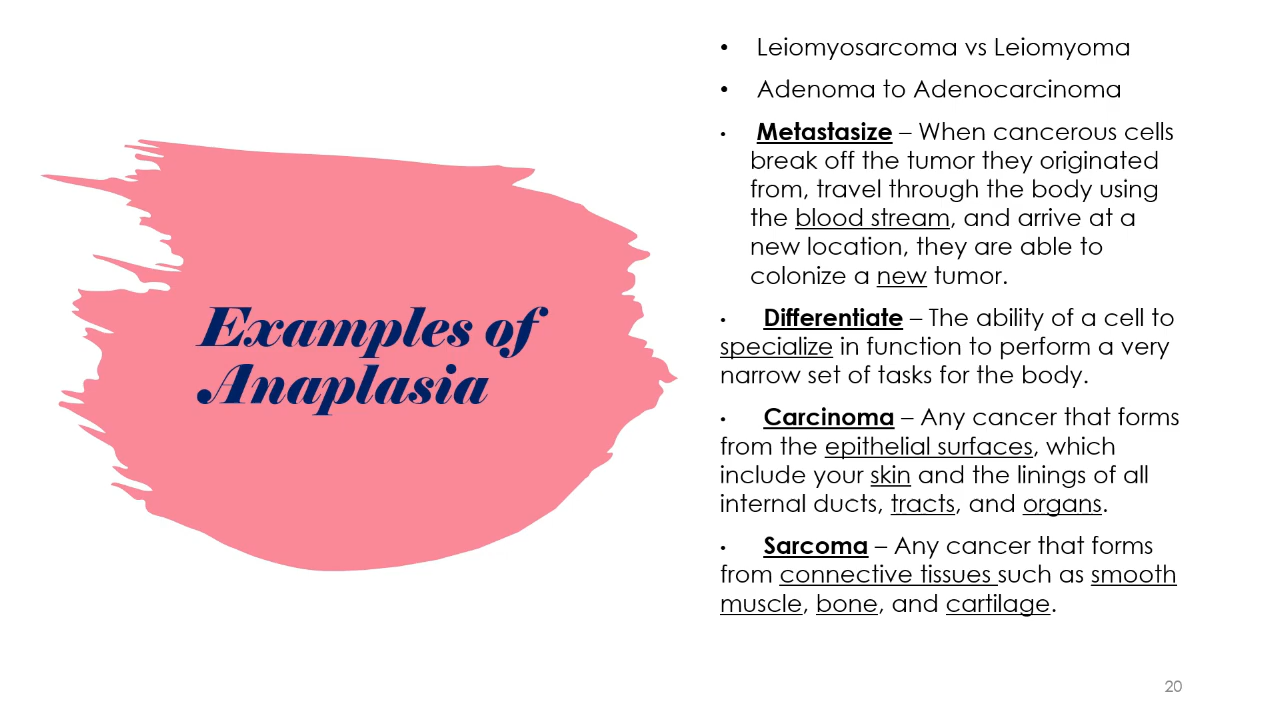 Examples of
Anaplasia
• Leiomyosarcoma vs Leiomyoma
• Adenoma to Adenocarcinoma
• Metastasize – When cancerous cells
break off the tumor they originated
from, travel through the body using
the blood stream, and arrive at a
new location, they are able to
colonize a new tumor.
• Differentiate – The ability of a cell to
specialize in function to perform a very
narrow set of tasks for the body.
• Carcinoma – Any cancer that forms
from the epithelial surfaces, which
include your skin and the linings of all
internal ducts, tracts, and organs.
• Sarcoma – Any cancer that forms
from connective tissues such as smooth
muscle, bone, and cartilage.
20